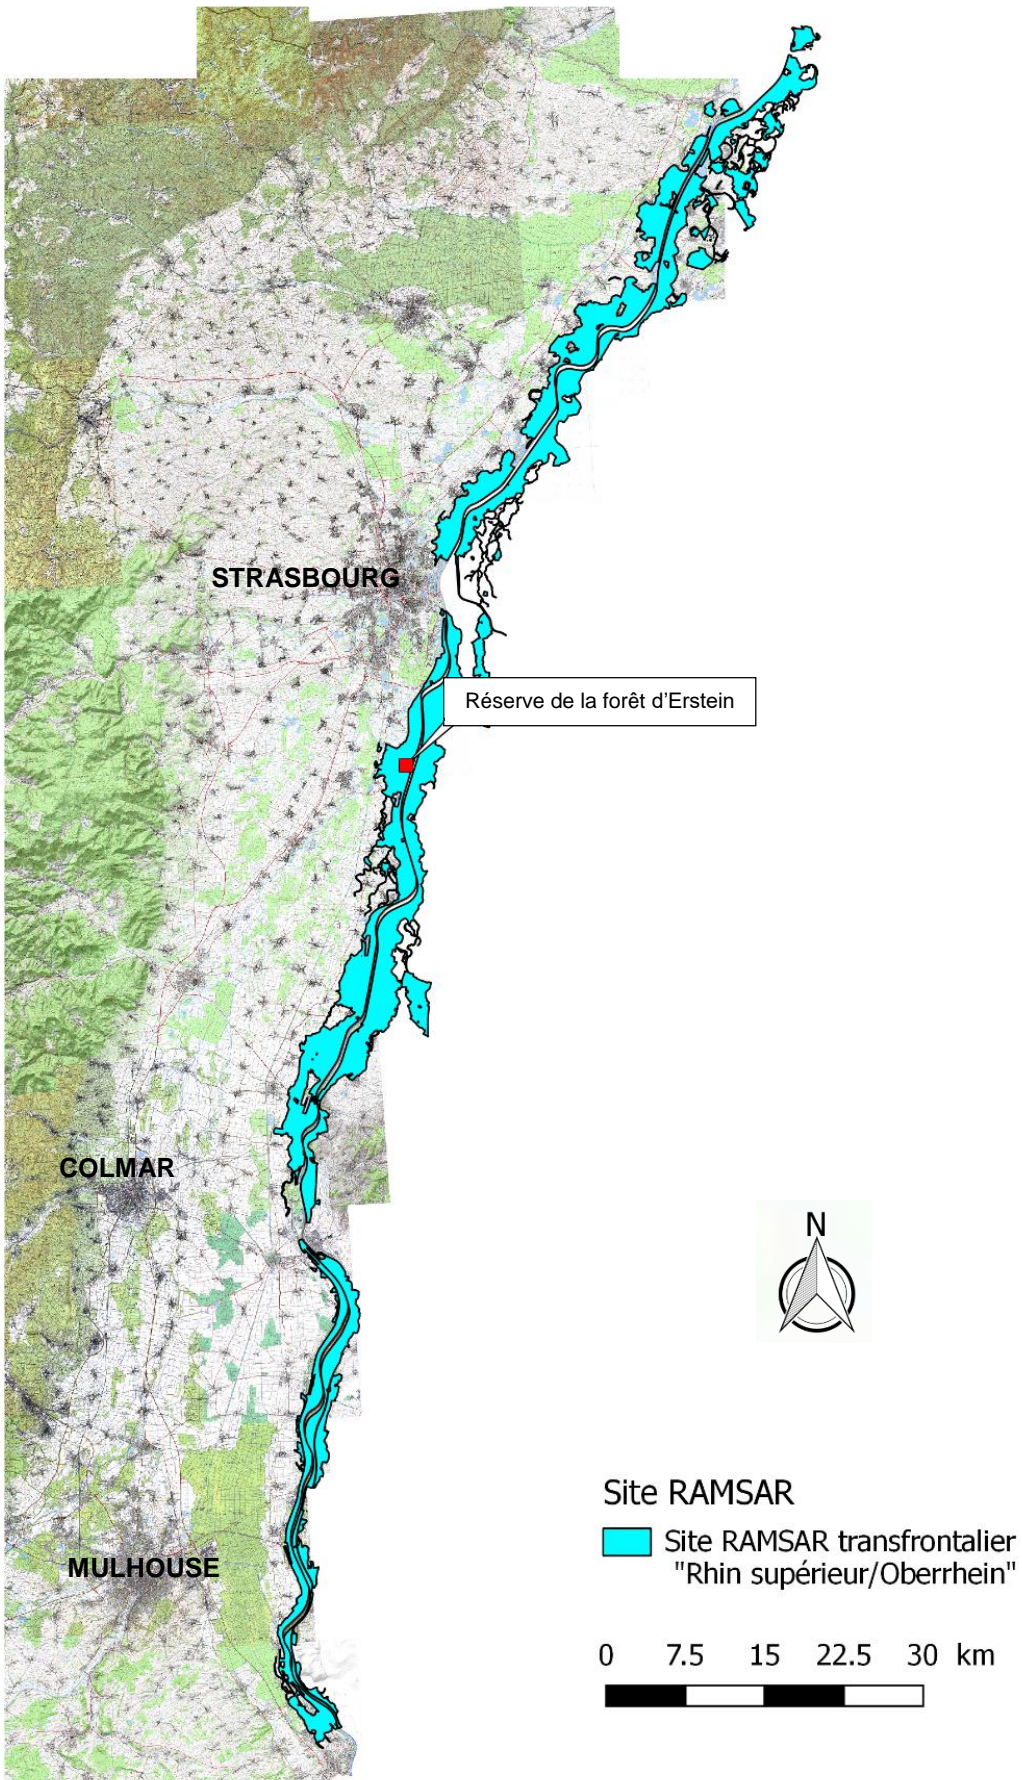 STRASBOURG
Réserve de la forêt d'Erstein
COLMAR
N
MULHOUSE
Site RAMSAR
Site RAMSAR transfrontalier
"Rhin supérieur/Oberrhein"
0 7.5 15 22.5 30 km